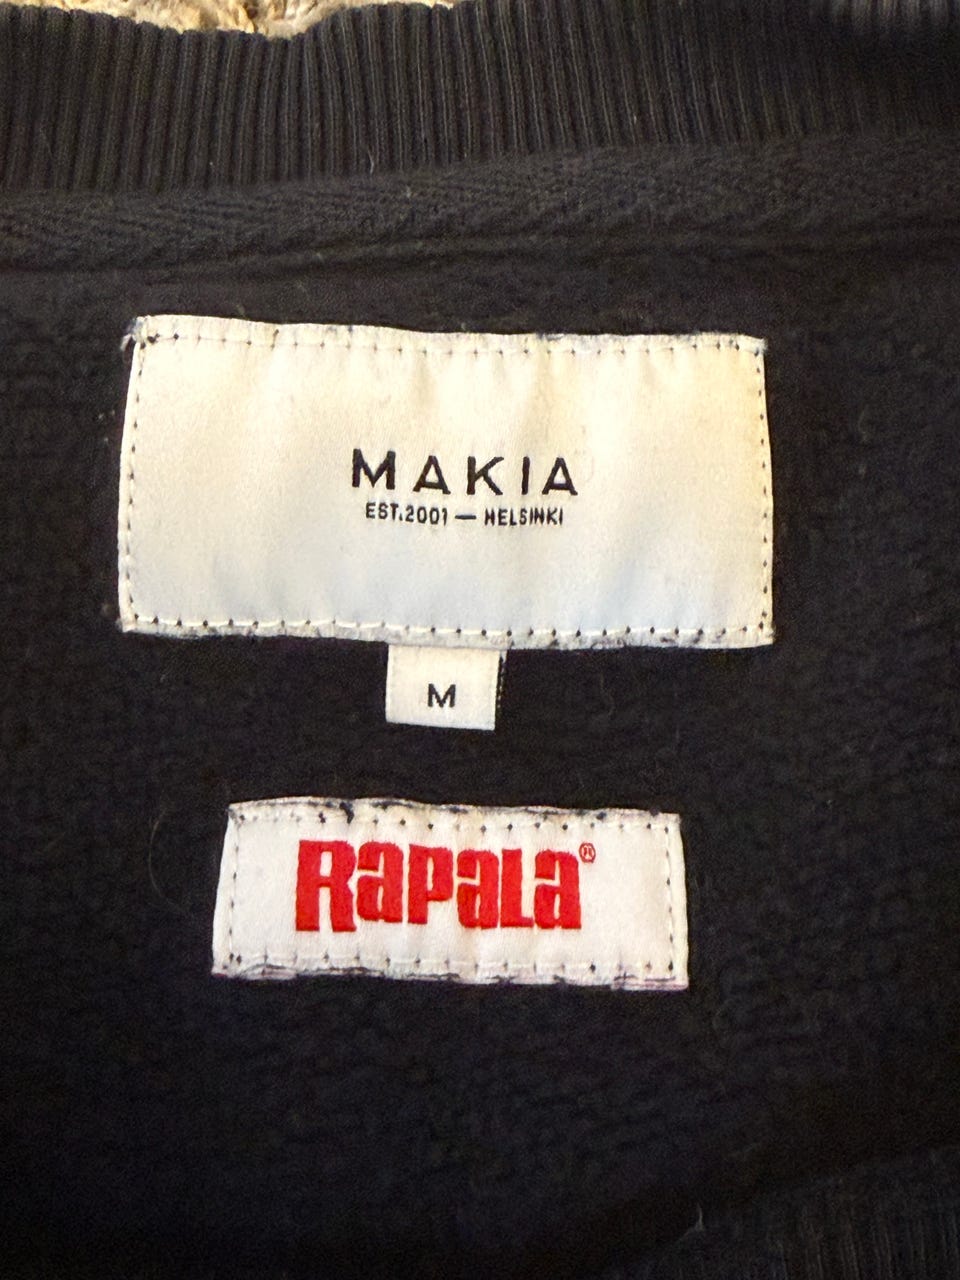 MAKIA
EST.2001 — HELSINKI
M
RAPALA®